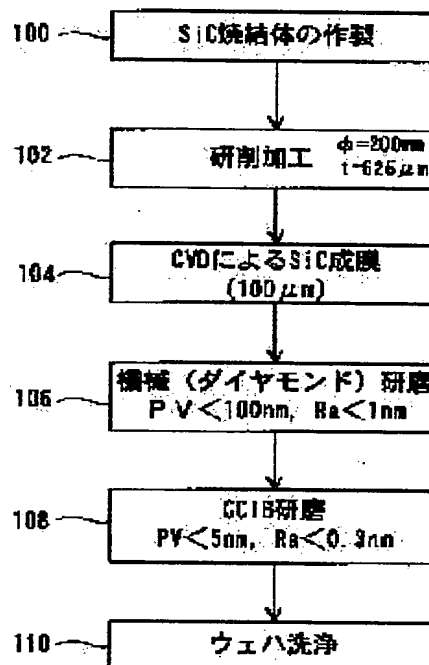 100
SiC焼結体の作製
102
研削加工 φ=200mm
t=625μm
104
CVDによるSiC成膜
(100μm)
106
機械(ダイヤモンド)研磨
PV<100nm, Ra<1nm
108
GCIB研磨
PV<5nm, Ra<0.3nm
110
ウェハ洗浄